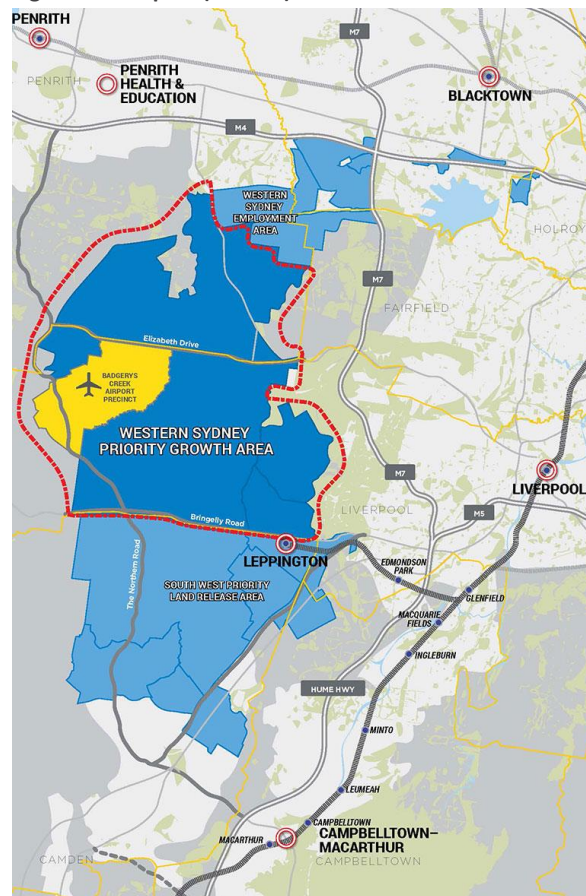 PENRITH
PENRITH
PENRITH
HEALTH &
EDUCATION
M7
BLACKTOWN
M4
WESTERN
SYDNEY
EMPLOYMENT
AREA
HOLROY
M7
FAIRFIELD
Elizabeth Drive
BADGERYS
CREEK
AIRPORT
PRECINCT
WESTERN SYDNEY
PRIORITY GROWTH AREA
M7
LIVERPOOL
LIVERPOOL
M5
Bringelly Road
LEPPINGTON
The Northern Road
EDMONDSON
PARK
SOUTH WEST PRIORITY
LAND RELEASE AREA
GLENFIELD
MACQUARIE
FIELDS
INGLEBURN
HUME HWY
MINTO
LEUMEAH
CAMPBELLTOWN
CAMPBELLTOWN–
MACARTHUR
MACARTHUR
CAMDEN
CAMPBELLTOWN